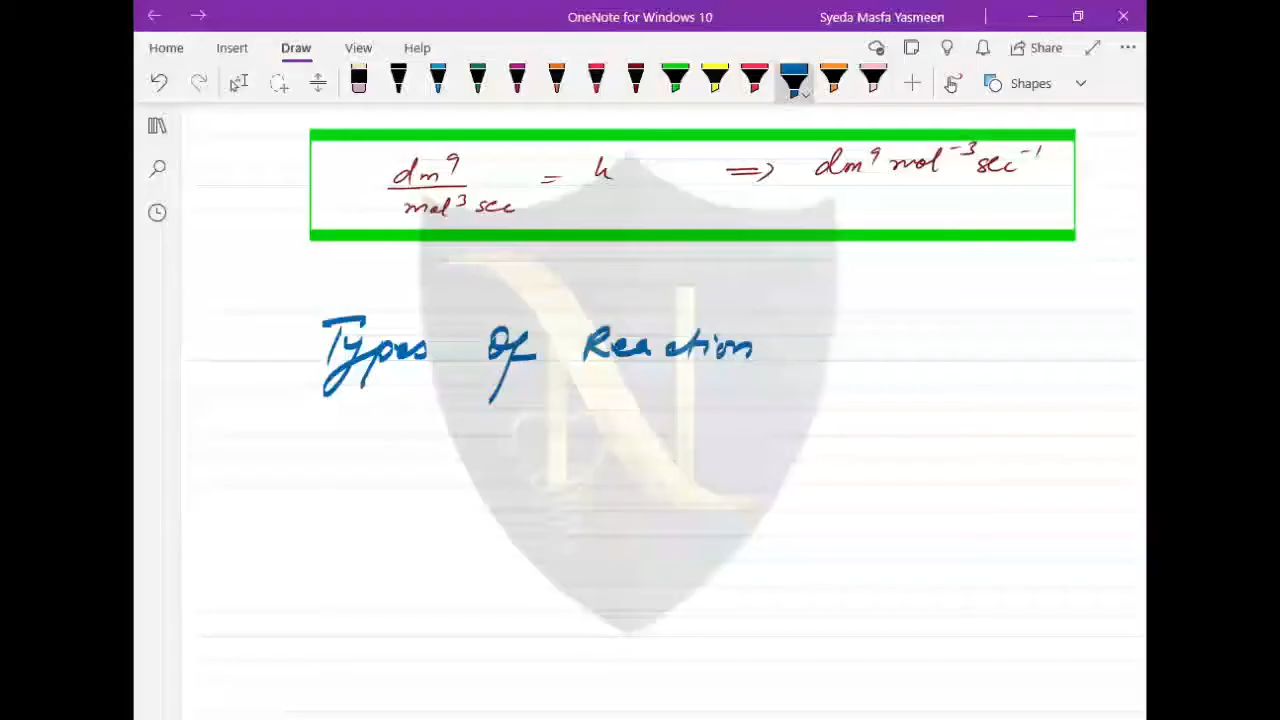 OneNote for Windows 10 Syeda Masfa Yasmeen
Home Insert Draw View Help Share
Shapes
dm⁹ / mol³ sec = k ⇒ dm⁹ mol⁻³ sec⁻¹
Types Of Reaction